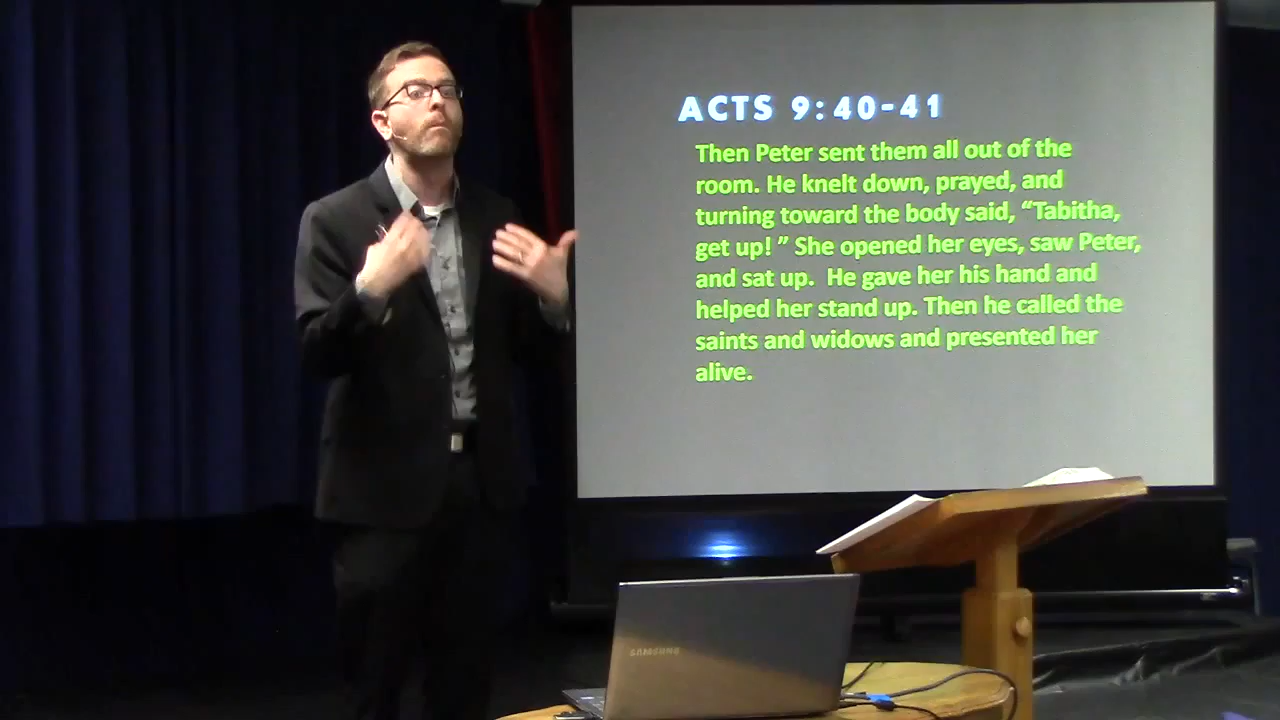 ACTS 9:40-41
Then Peter sent them all out of the
room. He knelt down, prayed, and
turning toward the body said, “Tabitha,
get up! ” She opened her eyes, saw Peter,
and sat up.  He gave her his hand and
helped her stand up. Then he called the
saints and widows and presented her
alive.
SAMSUNG